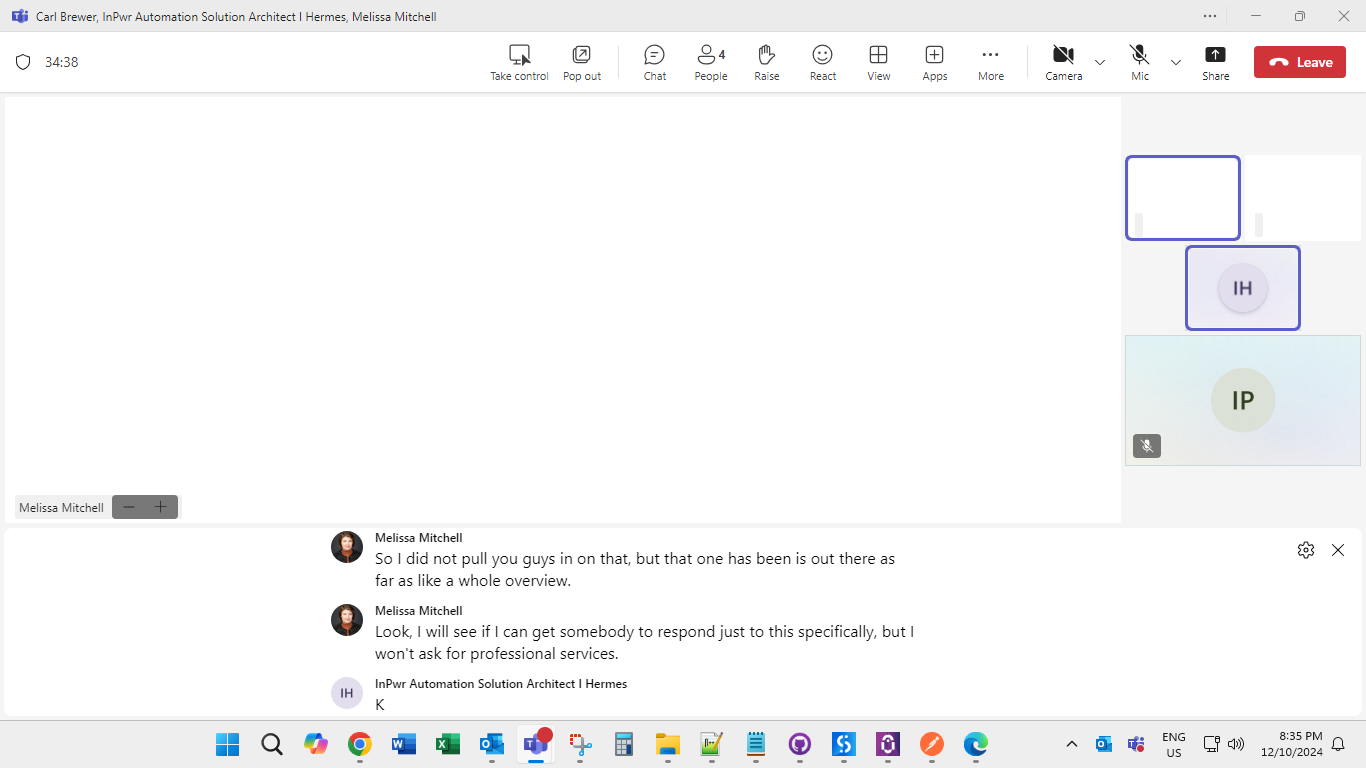 Carl Brewer, InPwr Automation Solution Architect I Hermes, Melissa Mitchell
34:38
Take control
Pop out
Chat
4
People
Raise
React
View
Apps
More
Camera
Mic
Share
Leave
IH
IP
Melissa Mitchell
Melissa Mitchell
So I did not pull you guys in on that, but that one has been is out there as
far as like a whole overview.
Melissa Mitchell
Look, I will see if I can get somebody to respond just to this specifically, but I
won't ask for professional services.
IH
InPwr Automation Solution Architect I Hermes
K
ENG
US
8:35 PM
12/10/2024